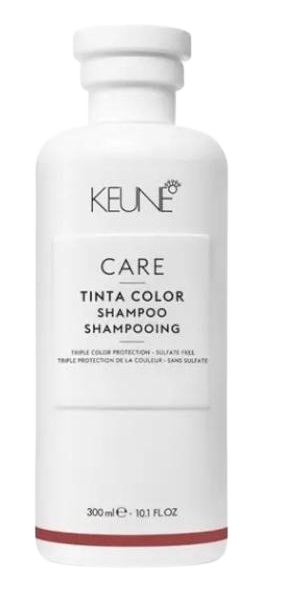 KEUNE
CARE
TINTA COLOR
SHAMPOO
SHAMPOOING
TRIPLE COLOR PROTECTION - SULFATE FREE
TRIPLE PROTECTION DE LA COULEUR - SANS SULFATE
300 ml ℮ - 10.1 FL OZ